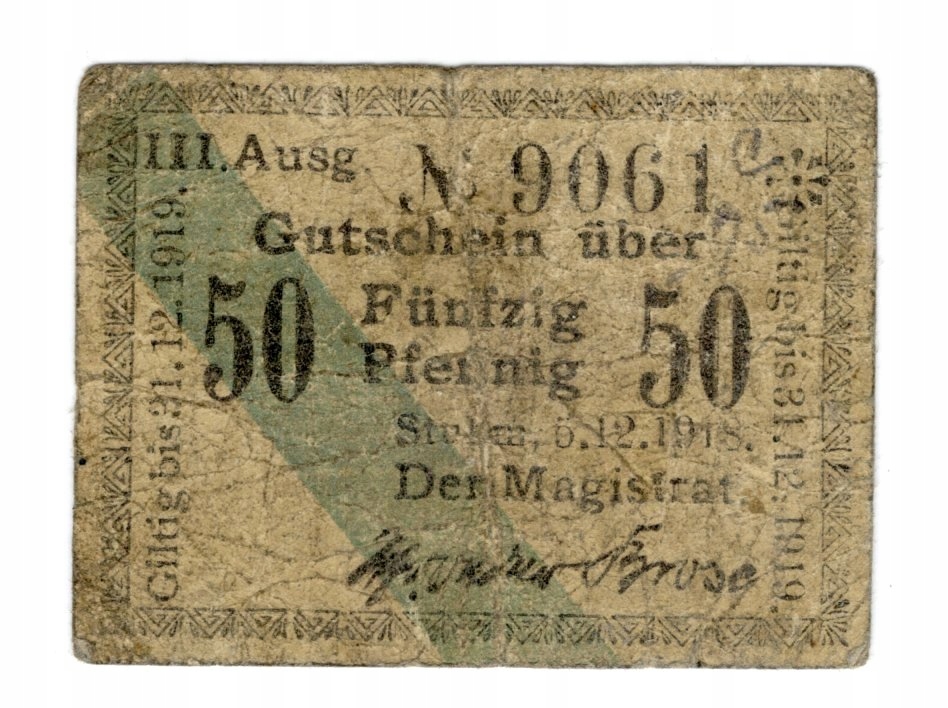 III. Ausg. № 9061
Gutschein über
50 Fünfzig 50
Pfennig
5.12.1918.
Der Magistrat.
Giltig bis 31.12.1919.
Giltig bis 31.12.1919.